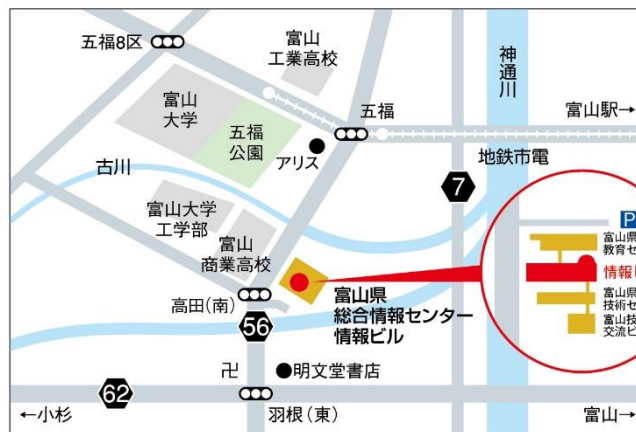 五福8区
富山
工業高校
神通川
富山
大学
五福
富山駅→
五福
公園
アリス
地鉄市電
古川
7
富山大学
工学部
富山
商業高校
P
富山県
教育セ
情報
高田(南)
富山県
総合情報センター
情報ビル
富山県
技術セ
富山技
交流ビ
56
卍
明文堂書店
62
←小杉
羽根(東)
富山→